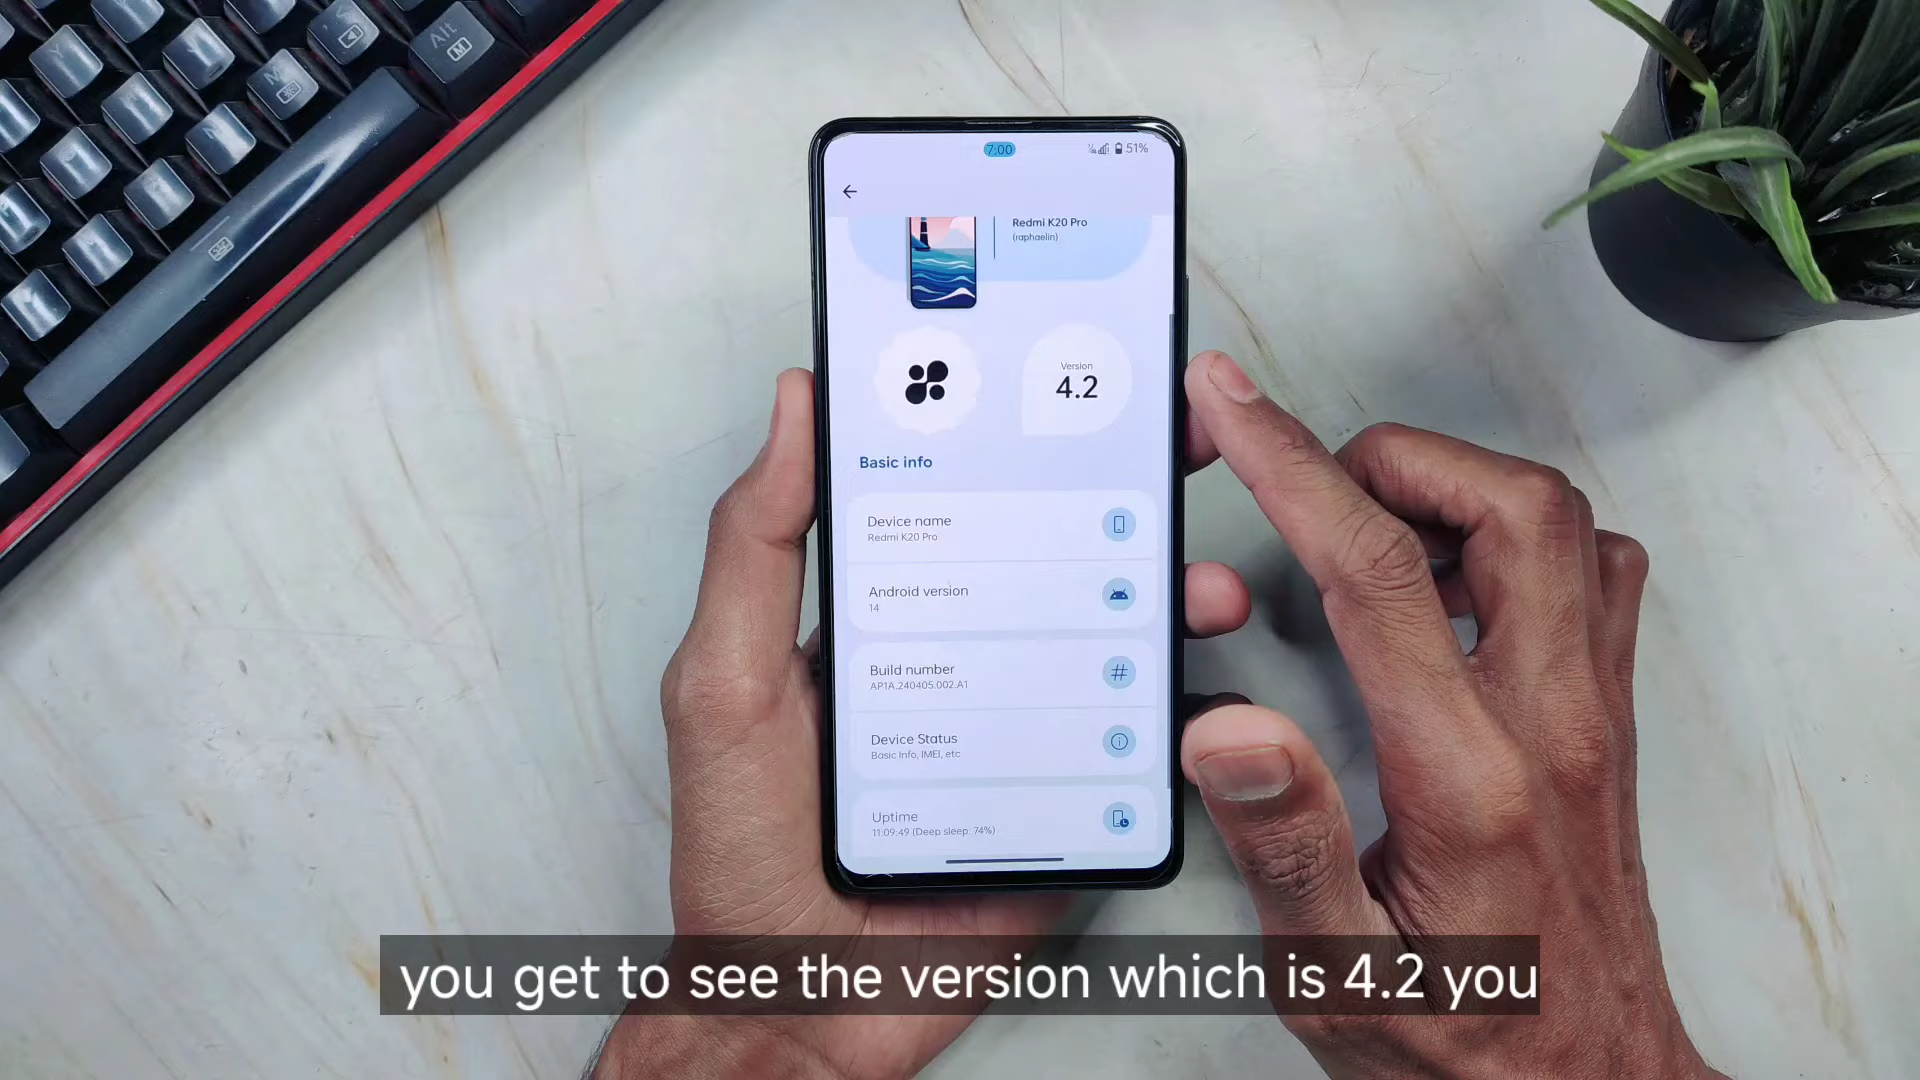 Alt
M
Y
N
M
7:00
51%
Redmi K20 Pro
(raphaelin)
Version
4.2
Basic info
Device name
Redmi K20 Pro
Android version
14
Build number
AP1A.240405.002.A1
#
Device Status
Basic Info, IMEI, etc
Uptime
11:09:49 (Deep sleep: 74%)
you get to see the version which is 4.2 you